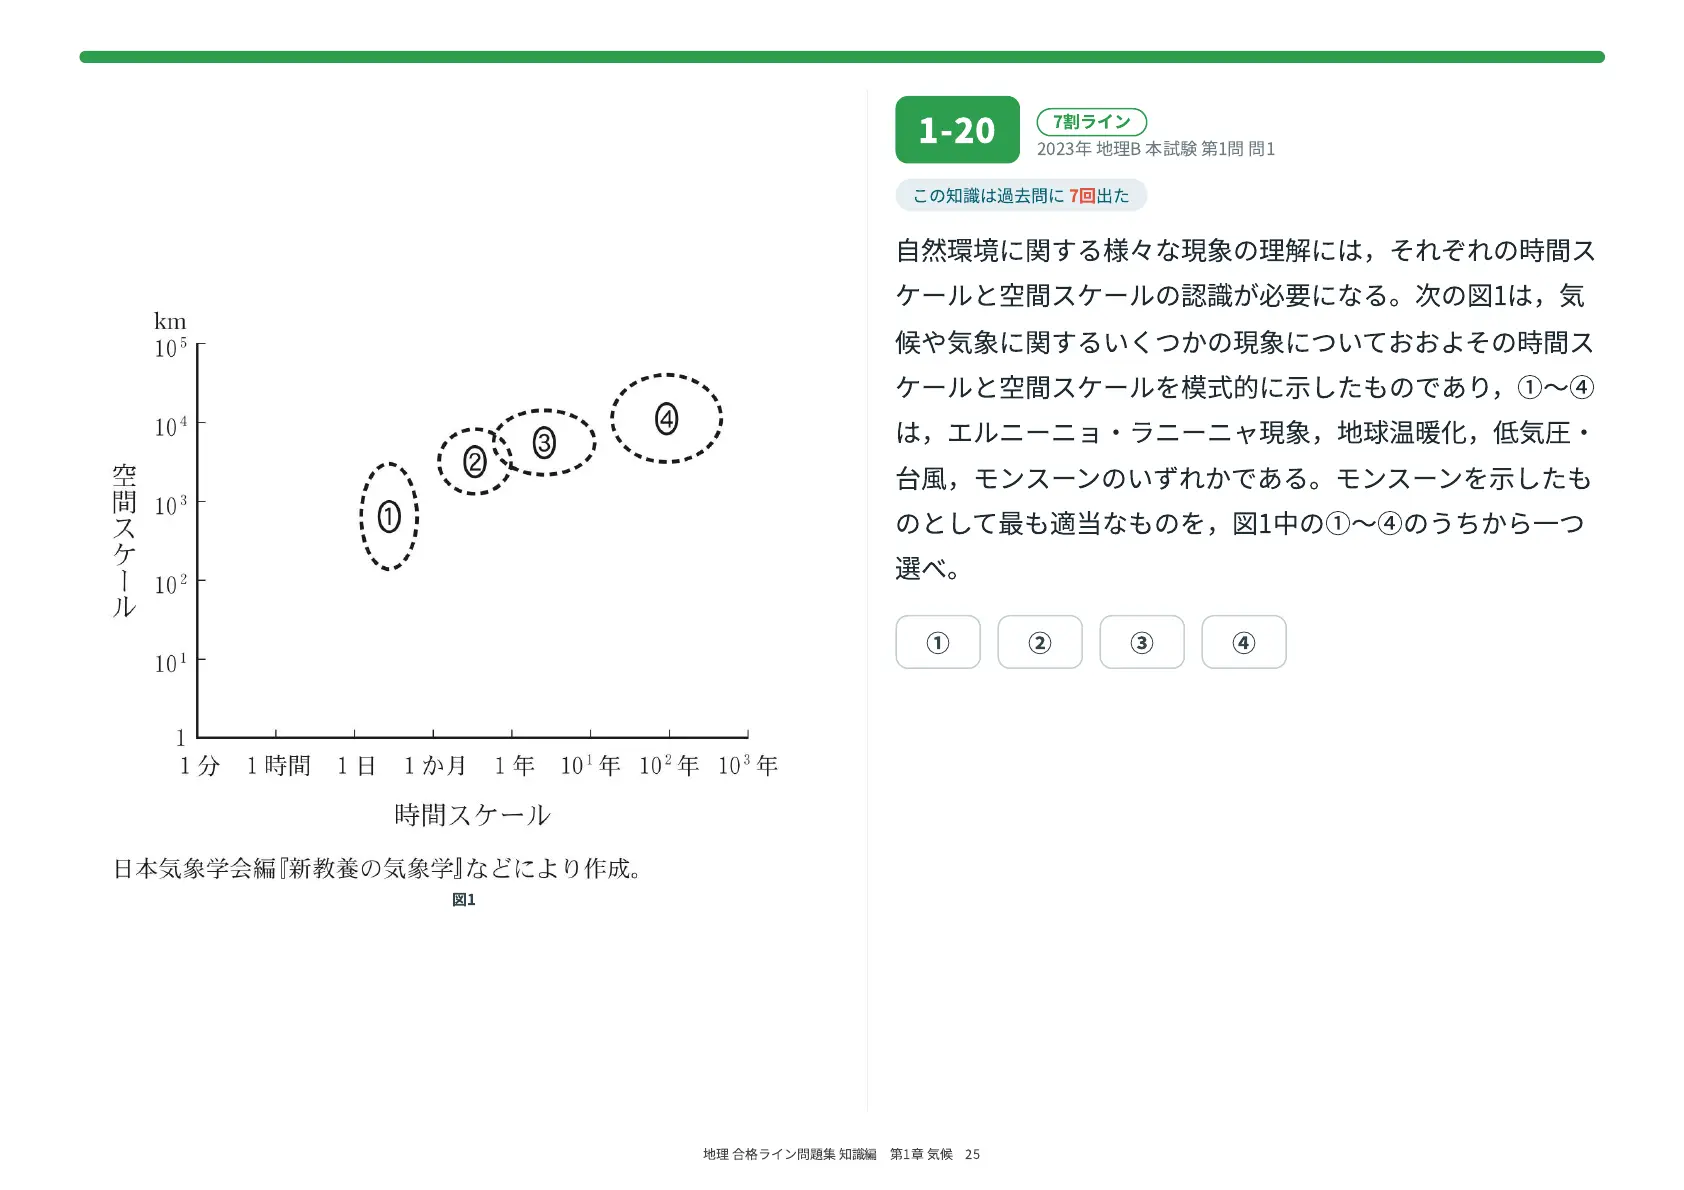 km
10⁵
10⁴
10³
10²
10¹
1
空間スケール
①
②
③
④
1分 1時間 1日 1か月 1年 10¹年 10²年 10³年
時間スケール
日本気象学会編『新教養の気象学』などにより作成。
図1
1-20
7割ライン
2023年 地理B 本試験 第1問 問1
この知識は過去問に 7回出た
自然環境に関する様々な現象の理解には，それぞれの時間ス
ケールと空間スケールの認識が必要になる。次の図1は，気
候や気象に関するいくつかの現象についておおよその時間ス
ケールと空間スケールを模式的に示したものであり，①～④
は，エルニーニョ・ラニーニャ現象，地球温暖化，低気圧・
台風，モンスーンのいずれかである。モンスーンを示したも
のとして最も適当なものを，図1中の①～④のうちから一つ
選べ。
① ② ③ ④
地理 合格ライン問題集 知識編 第1章 気候 25